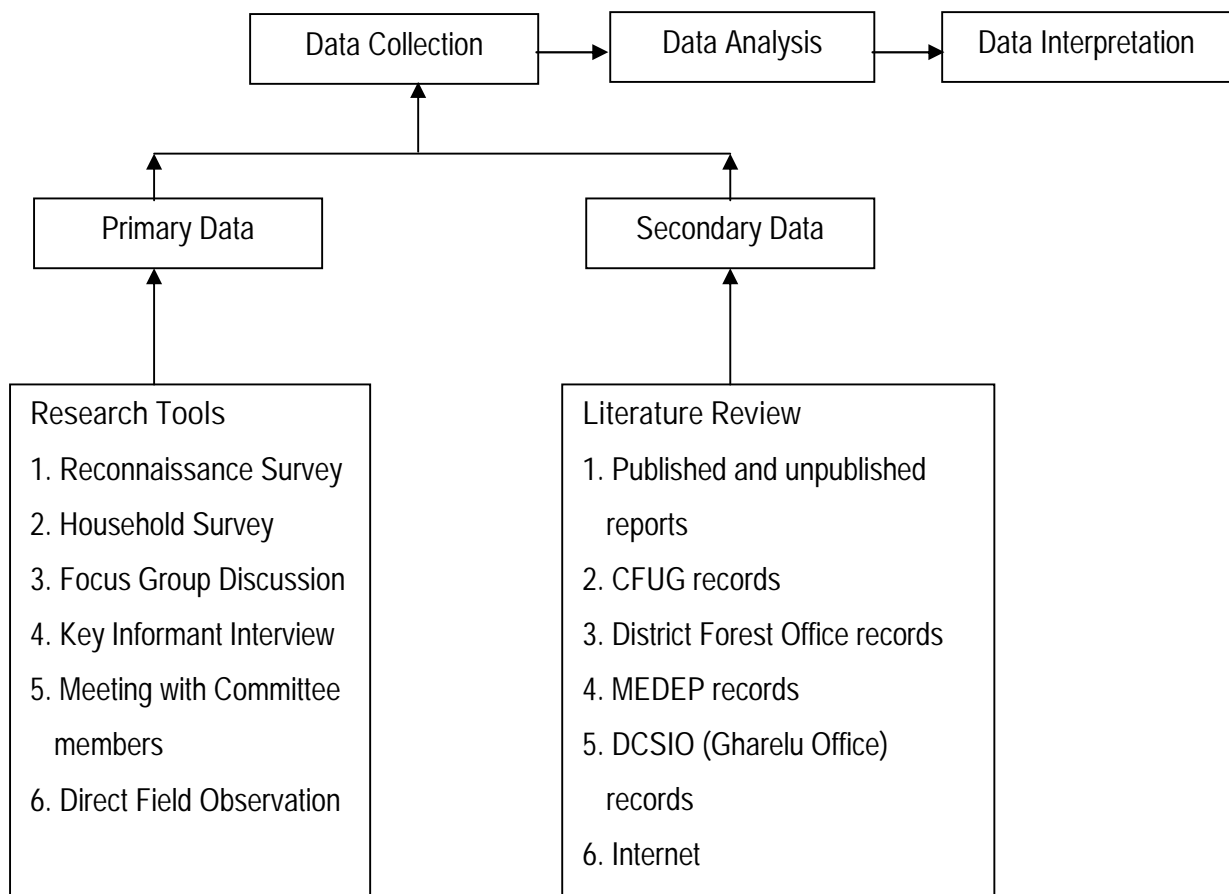 Data Collection
Data Analysis
Data Interpretation
Primary Data
Secondary Data
Research Tools
1. Reconnaissance Survey
2. Household Survey
3. Focus Group Discussion
4. Key Informant Interview
5. Meeting with Committee
members
6. Direct Field Observation
Literature Review
1. Published and unpublished
reports
2. CFUG records
3. District Forest Office records
4. MEDEP records
5. DCSIO (Gharelu Office)
records
6. Internet